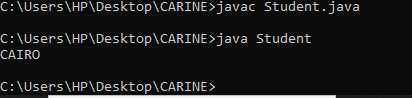 C:\Users\HP\Desktop\CARINE>javac Student.java
C:\Users\HP\Desktop\CARINE>java Student
CAIRO
C:\Users\HP\Desktop\CARINE>